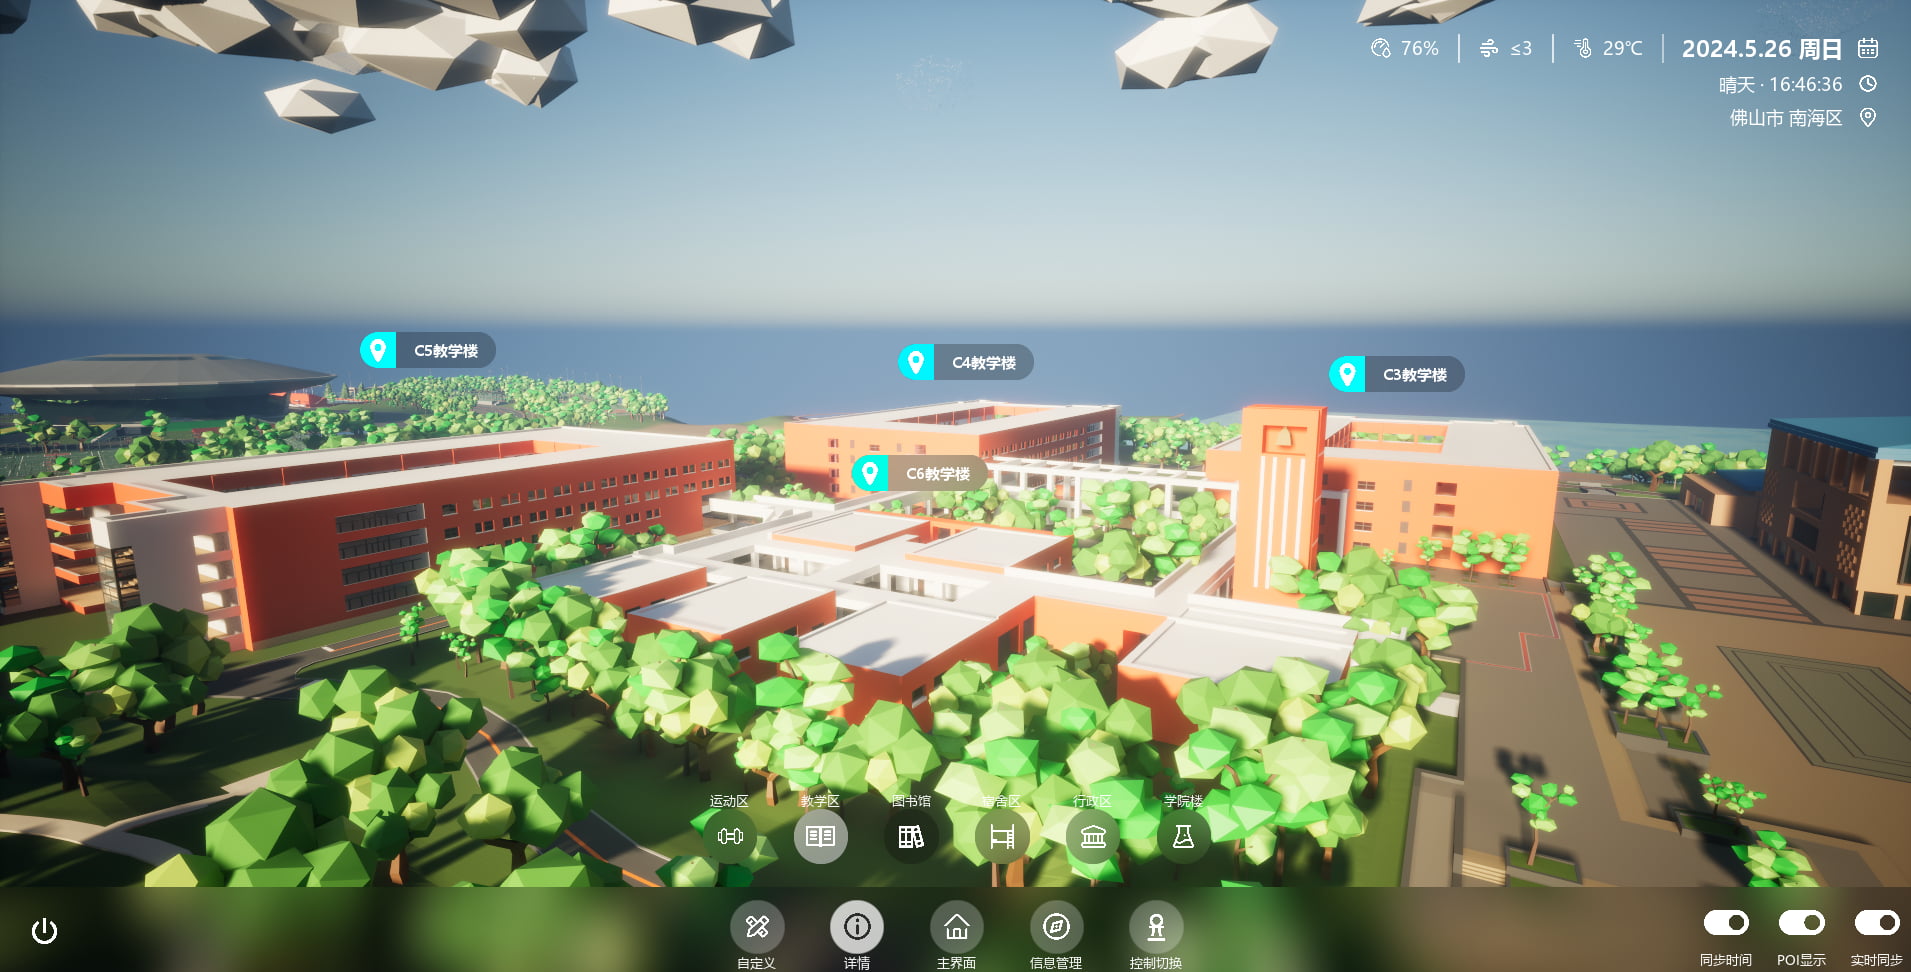 76% ≤3 29℃ 2024.5.26 周日
晴天 · 16:46:36
佛山市 南海区
C5教学楼
C4教学楼
C3教学楼
C6教学楼
运动区 教学区 图书馆 宿舍区 行政区 学院楼
自定义 详情 主界面 信息管理 控制切换
同步时间 POI显示 实时同步